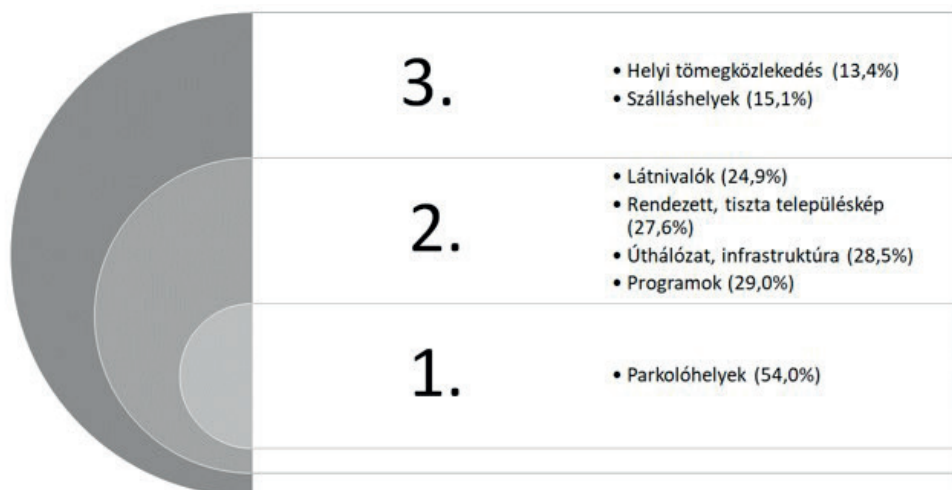 3.
• Helyi tömegközlekedés (13,4%)
• Szálláshelyek (15,1%)
2.
• Látnivalók (24,9%)
• Rendezett, tiszta településkép
(27,6%)
• Úthálózat, infrastruktúra (28,5%)
• Programok (29,0%)
1.
• Parkolóhelyek (54,0%)